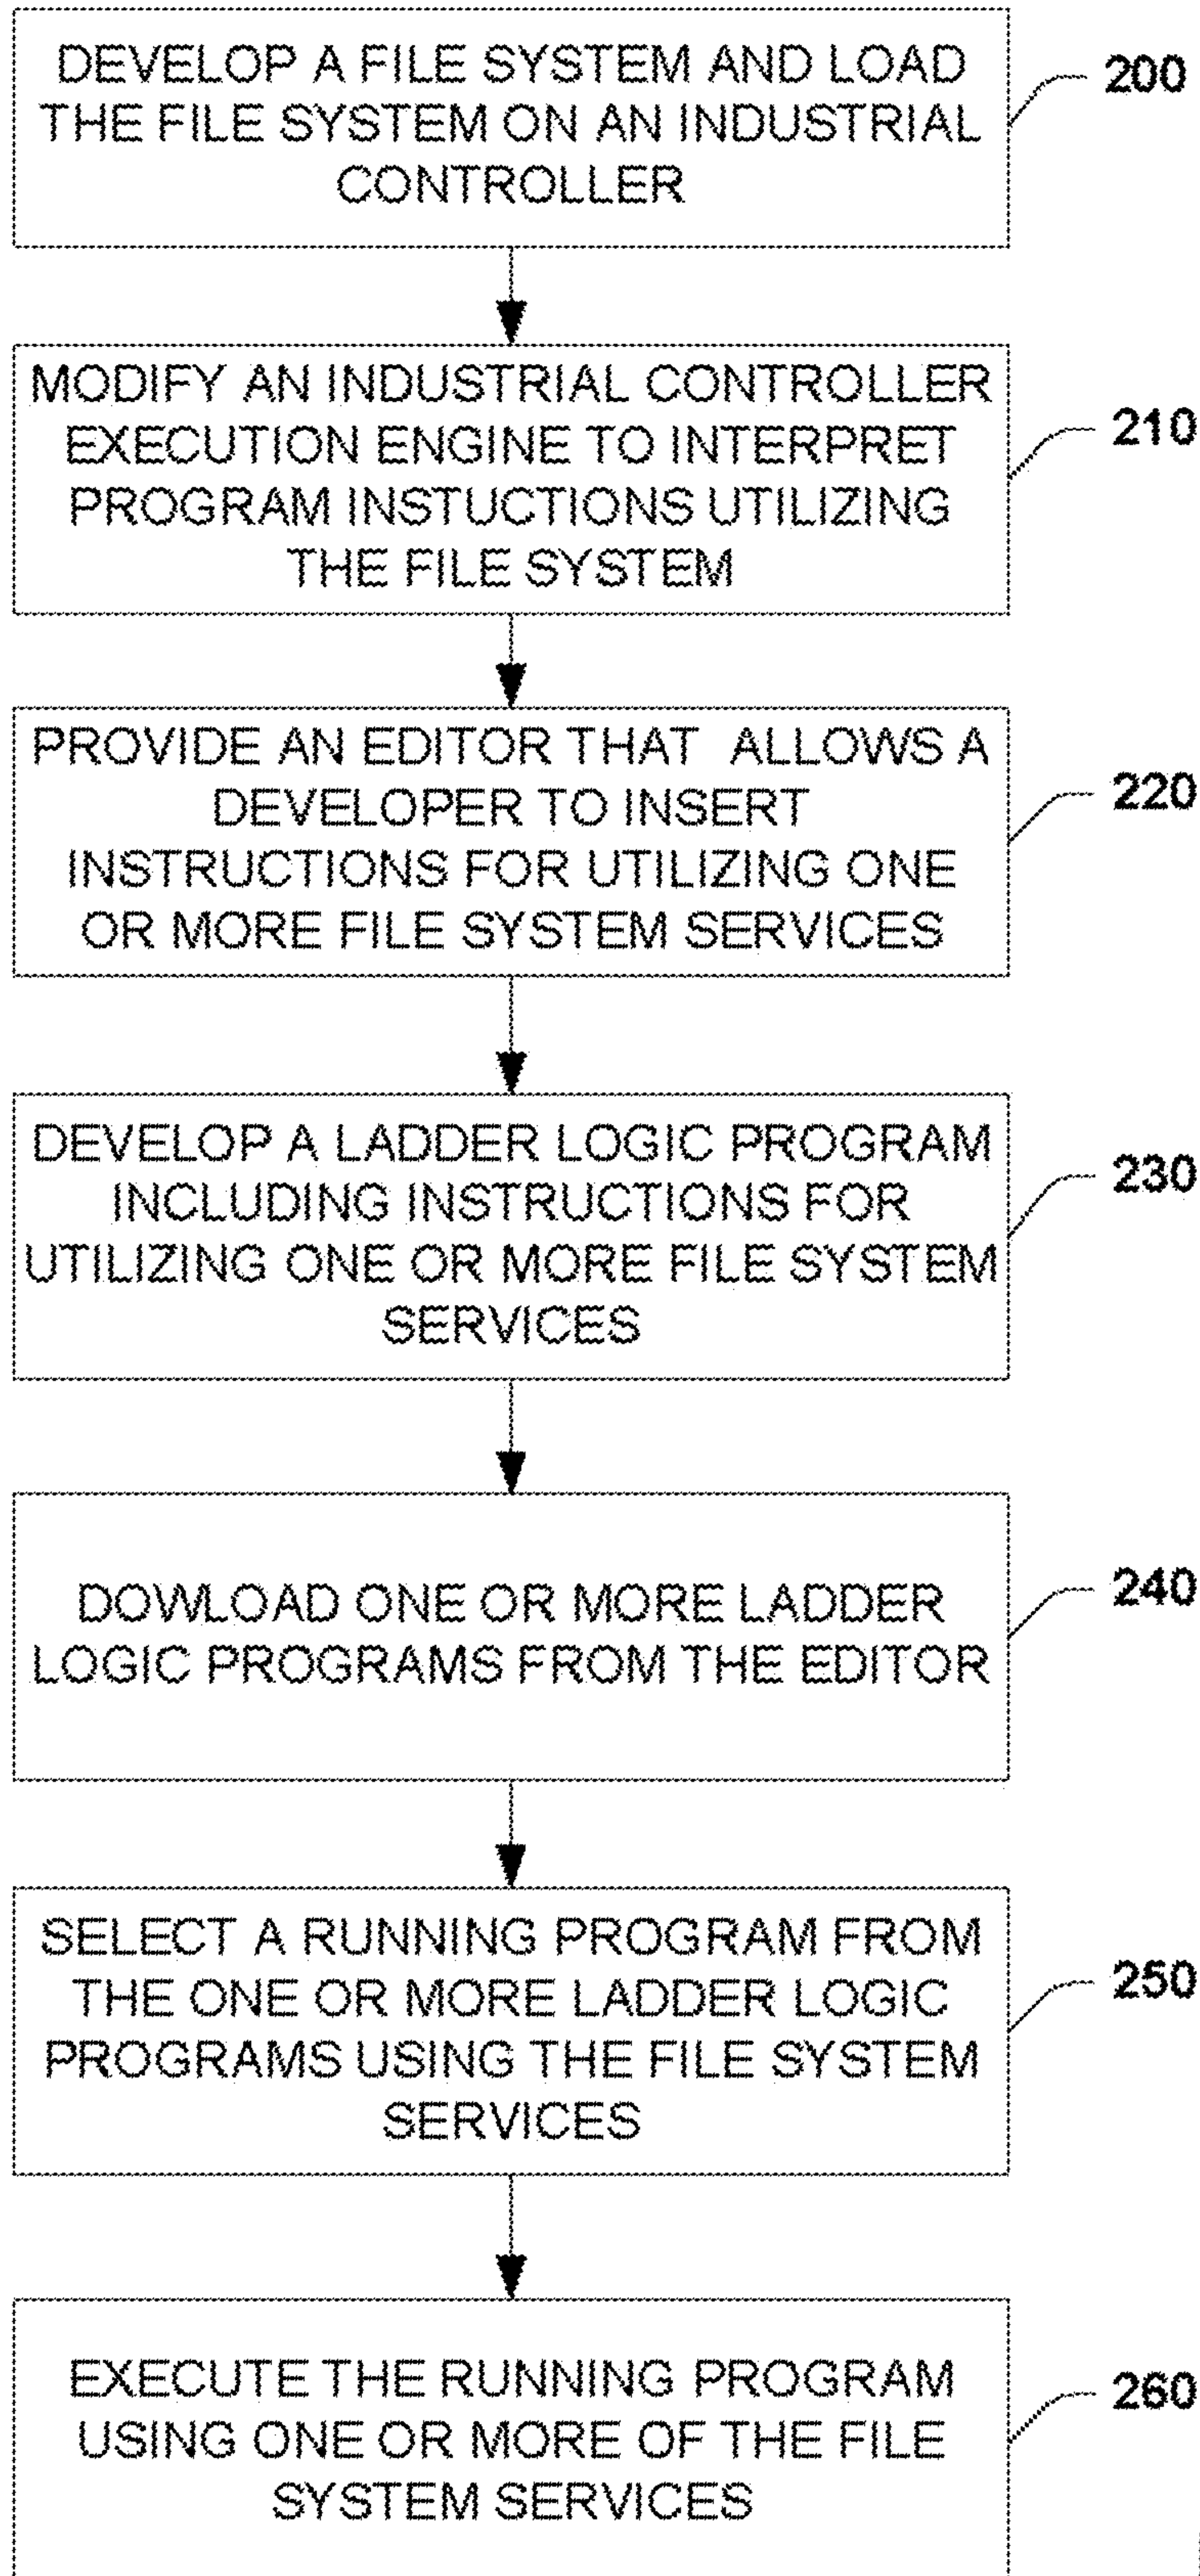 DEVELOP A FILE SYSTEM AND LOAD
THE FILE SYSTEM ON AN INDUSTRIAL
CONTROLLER
200
MODIFY AN INDUSTRIAL CONTROLLER
EXECUTION ENGINE TO INTERPRET
PROGRAM INSTUCTIONS UTILIZING
THE FILE SYSTEM
210
PROVIDE AN EDITOR THAT ALLOWS A
DEVELOPER TO INSERT
INSTRUCTIONS FOR UTILIZING ONE
OR MORE FILE SYSTEM SERVICES
220
DEVELOP A LADDER LOGIC PROGRAM
INCLUDING INSTRUCTIONS FOR
UTILIZING ONE OR MORE FILE SYSTEM
SERVICES
230
DOWLOAD ONE OR MORE LADDER
LOGIC PROGRAMS FROM THE EDITOR
240
SELECT A RUNNING PROGRAM FROM
THE ONE OR MORE LADDER LOGIC
PROGRAMS USING THE FILE SYSTEM
SERVICES
250
EXECUTE THE RUNNING PROGRAM
USING ONE OR MORE OF THE FILE
SYSTEM SERVICES
260